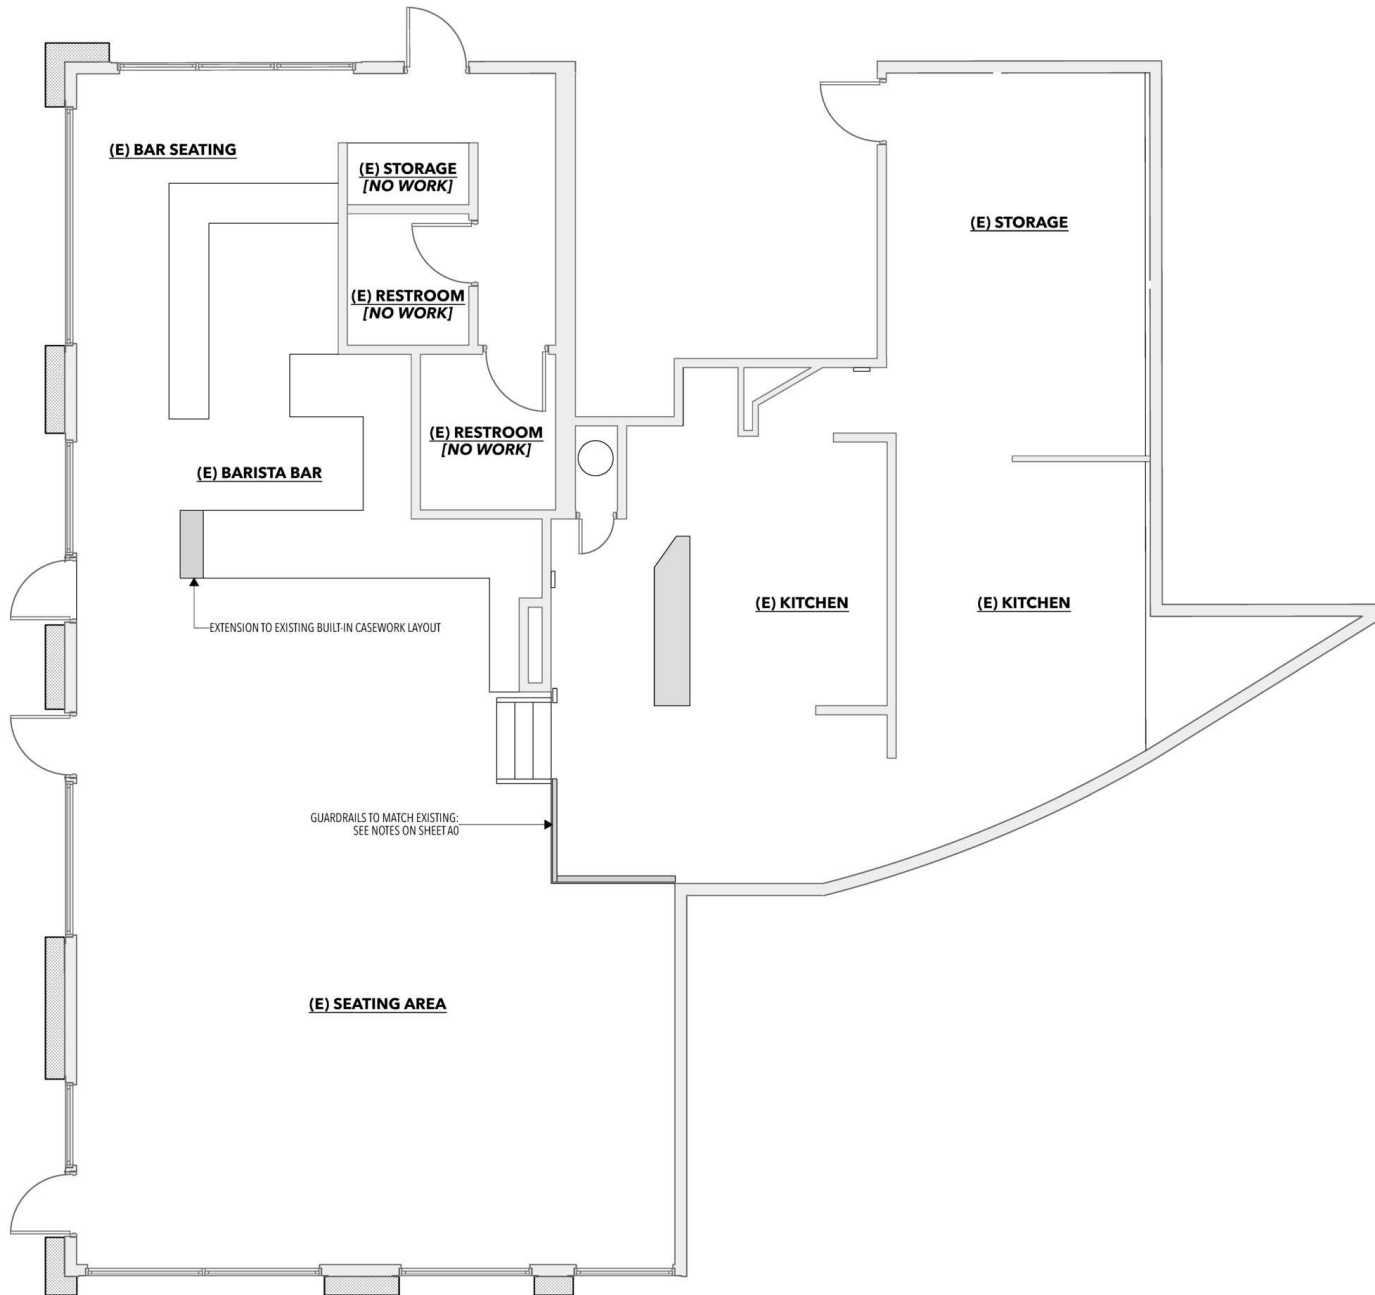 (E) BAR SEATING
(E) STORAGE
[NO WORK]
(E) STORAGE
(E) RESTROOM
[NO WORK]
(E) RESTROOM
[NO WORK]
(E) BARISTA BAR
(E) KITCHEN
(E) KITCHEN
EXTENSION TO EXISTING BUILT-IN CASEWORK LAYOUT
GUARDRAILS TO MATCH EXISTING:
SEE NOTES ON SHEET A0
(E) SEATING AREA